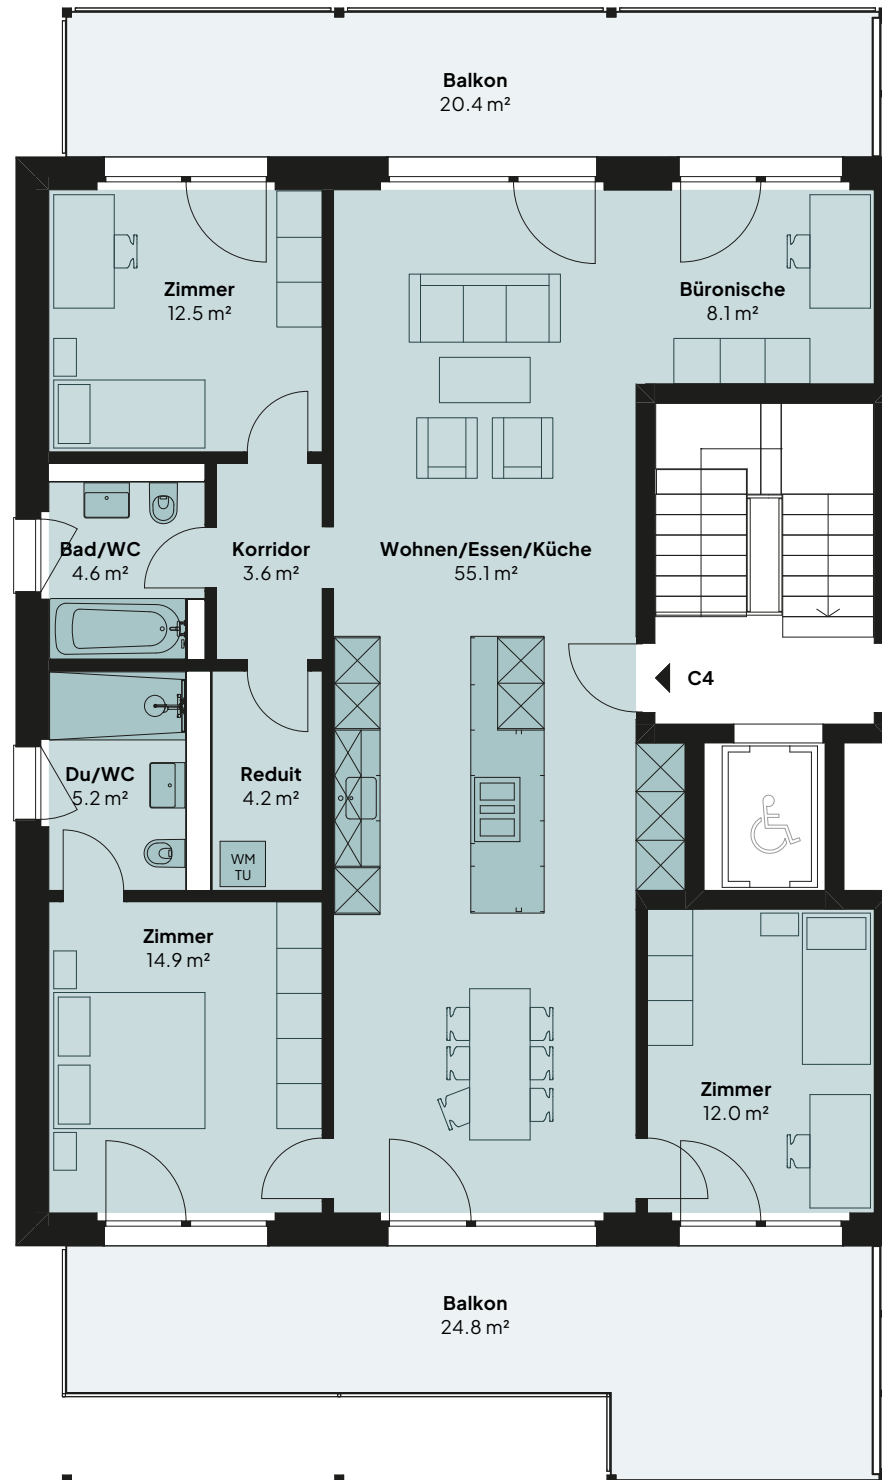 Balkon
20.4 m²
Zimmer
12.5 m²
Büronische
8.1 m²
Bad/WC
4.6 m²
Korridor
3.6 m²
Wohnen/Essen/Küche
55.1 m²
C4
Du/WC
5.2 m²
Reduit
4.2 m²
WM
TU
Zimmer
14.9 m²
Zimmer
12.0 m²
Balkon
24.8 m²